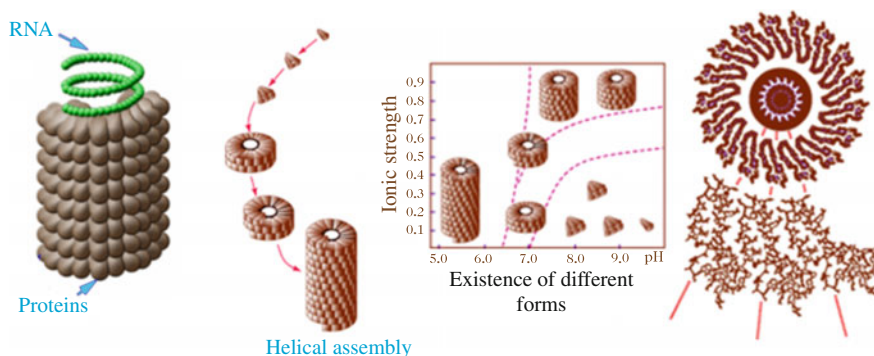 RNA
Proteins
Helical assembly
Ionic strength
0.9
0.8
0.7
0.6
0.5
0.4
0.3
0.2
0.1
5.0 6.0 7.0 8.0 9.0 pH
Existence of different
forms